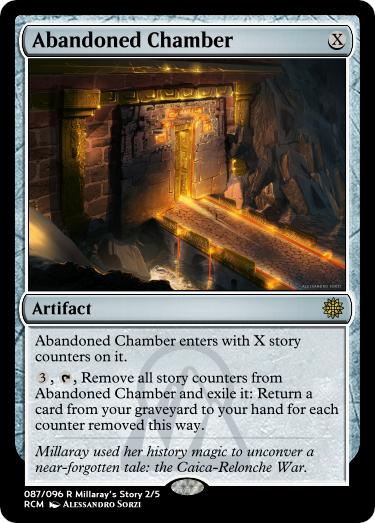 Abandoned Chamber X
ALESSANDRO SORZI
Artifact
Abandoned Chamber enters with X story
counters on it.
3, T, Remove all story counters from
Abandoned Chamber and exile it: Return a
card from your graveyard to your hand for each
counter removed this way.
Millaray used her history magic to unconver a
near-forgotten tale: the Caica-Relonche War.
087/096 R Millaray's Story 2/5
RCM Alessandro Sorzi